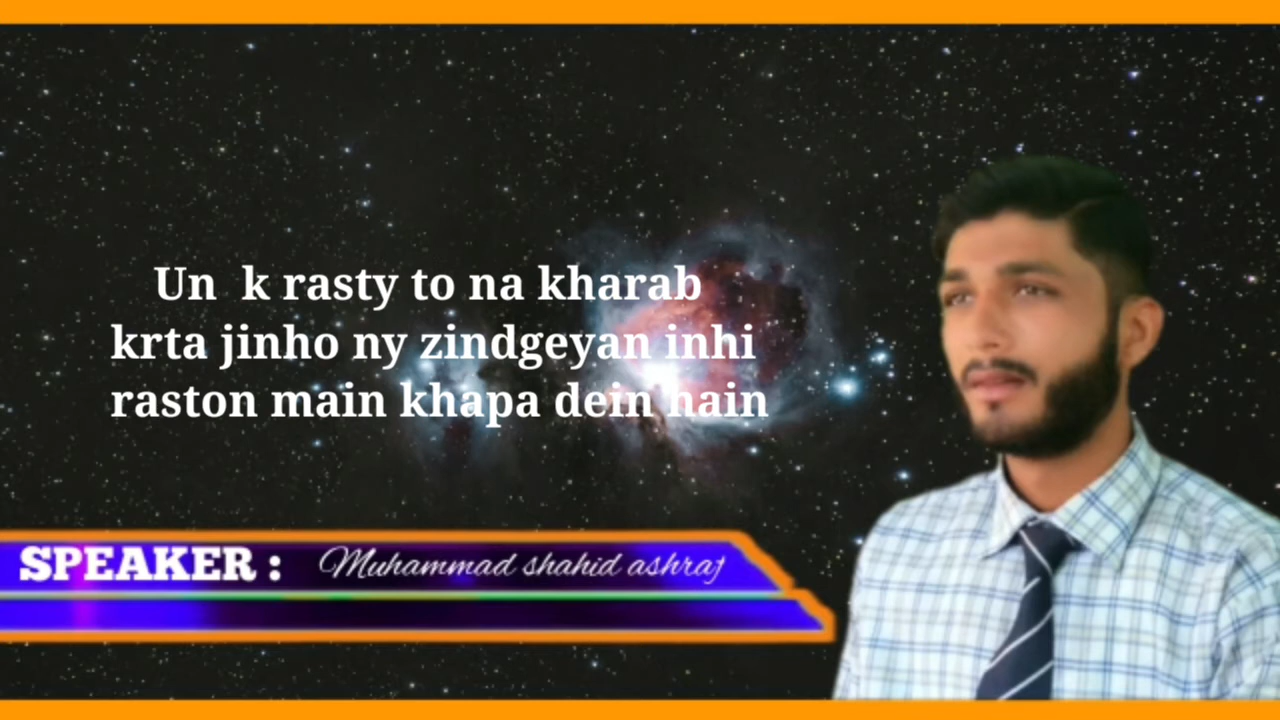 Un k rasty to na kharab
krta jinho ny zindgeyan inhi
raston main khapa dein hain
SPEAKER : Muhammad shahid ashraf